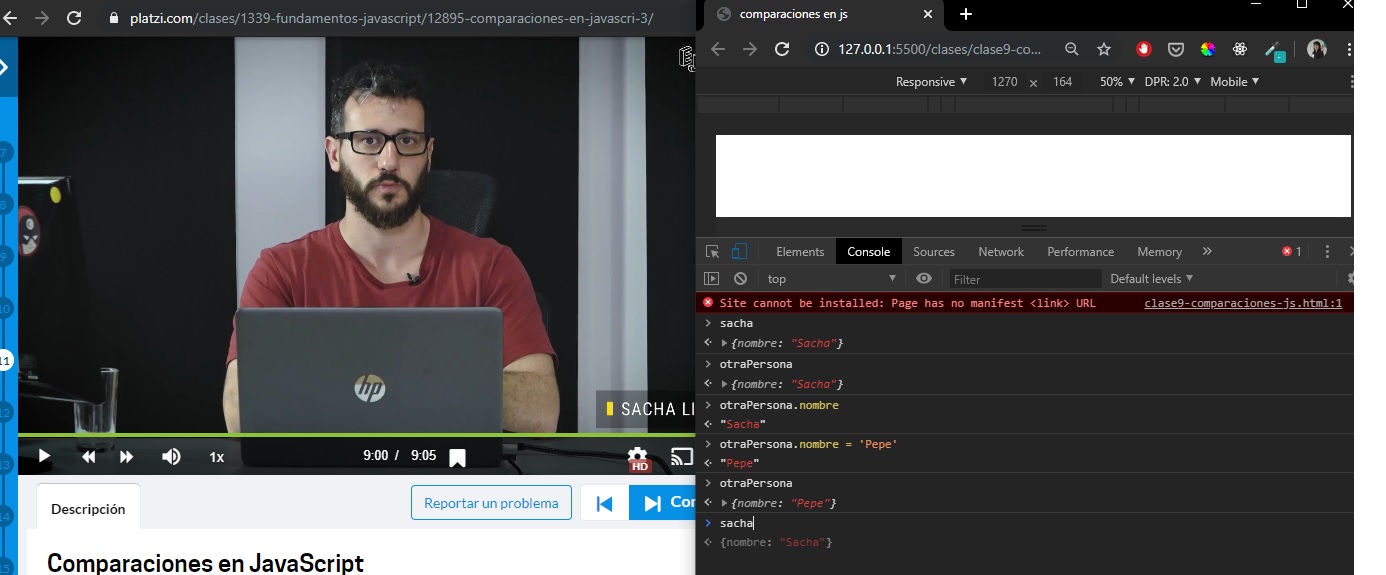 platzi.com/clases/1339-fundamentos-javascript/12895-comparaciones-en-javascri-3/
7
8
9
10
11
12
13
14
15
hp
SACHA LI
1x
9:00 / 9:05
HD
Descripción
Reportar un problema
Con
Comparaciones en JavaScript
comparaciones en js
127.0.0.1:5500/clases/clase9-co...
Responsive 1270 × 164 50% DPR: 2.0 Mobile
Elements Console Sources Network Performance Memory 1
top Filter Default levels
Site cannot be installed: Page has no manifest <link> URL clase9-comparaciones-js.html:1
sacha
{nombre: "Sacha"}
otraPersona
{nombre: "Sacha"}
otraPersona.nombre
"Sacha"
otraPersona.nombre = 'Pepe'
"Pepe"
otraPersona
{nombre: "Pepe"}
sacha
{nombre: "Sacha"}